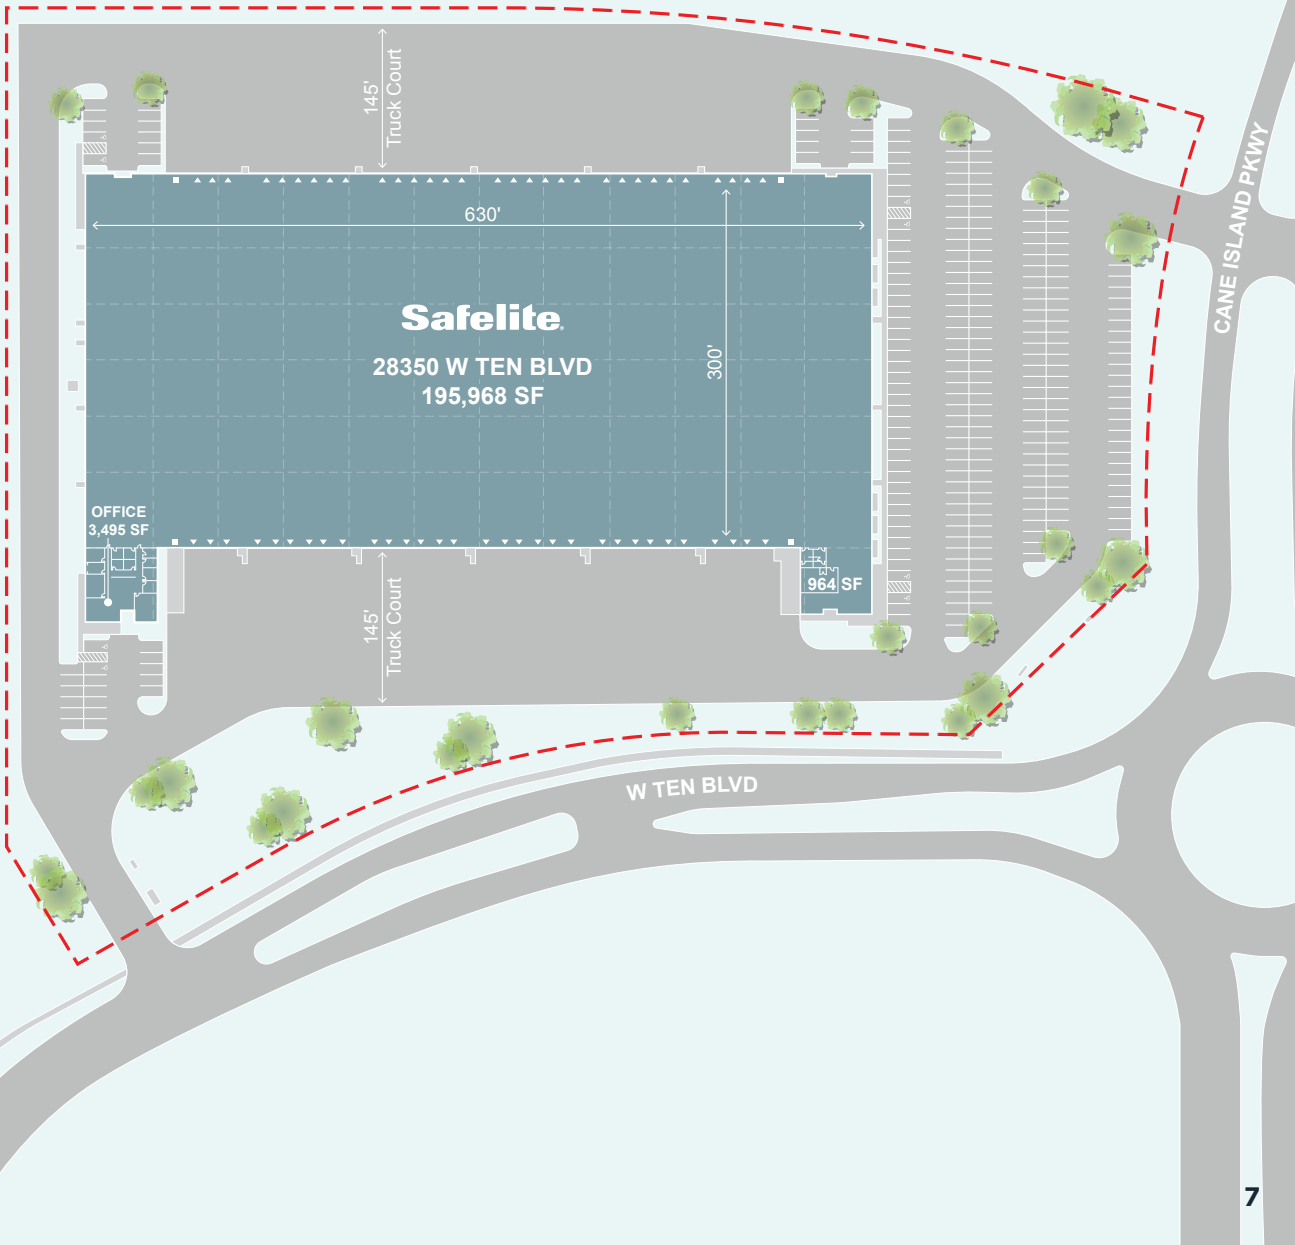 145'
Truck Court
630'
Safelite.
28350 W TEN BLVD
195,968 SF
300'
CANE ISLAND PKWY
OFFICE
3,495 SF
964 SF
145'
Truck Court
W TEN BLVD
7